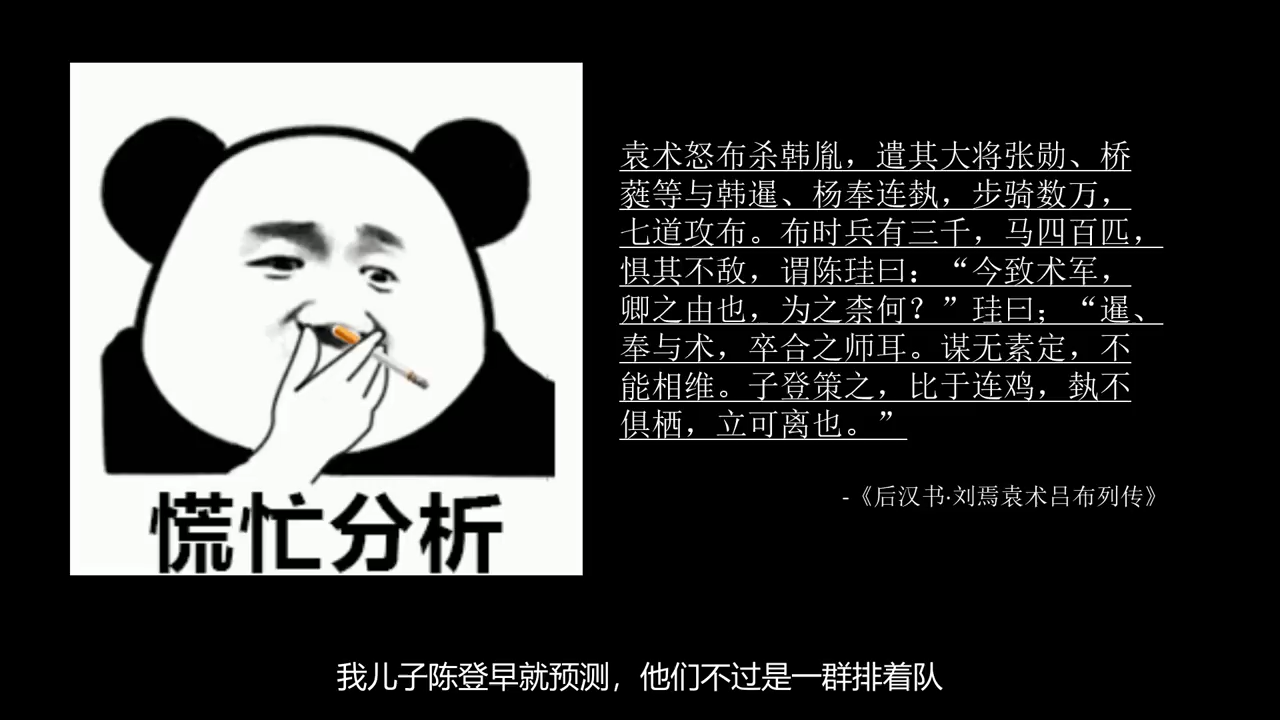 慌忙分析
袁术怒布杀韩胤，遣其大将张勋、桥
蕤等与韩暹、杨奉连埶，步骑数万，
七道攻布。布时兵有三千，马四百匹，
惧其不敌，谓陈珪曰：“今致术军，
卿之由也，为之柰何？”珪曰；“暹、
奉与术，卒合之师耳。谋无素定，不
能相维。子登策之，比于连鸡，埶不
俱栖，立可离也。”
-《后汉书·刘焉袁术吕布列传》
我儿子陈登早就预测，他们不过是一群排着队